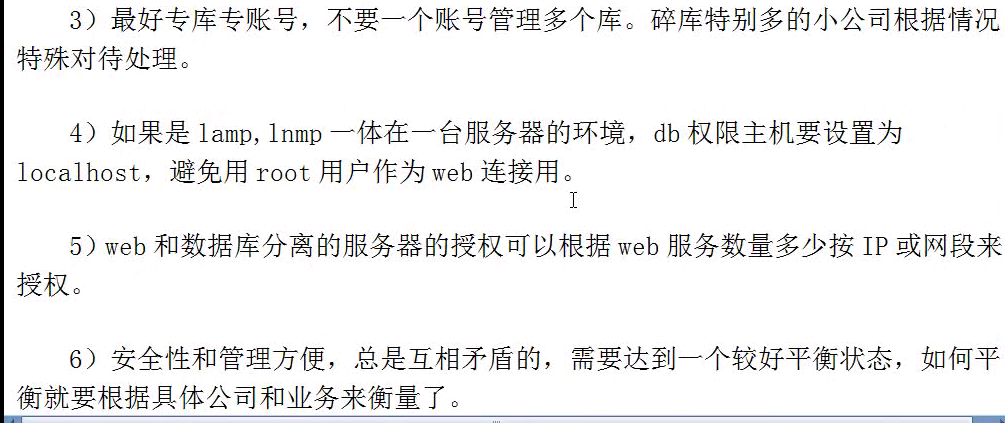 3）最好专库专账号，不要一个账号管理多个库。碎库特别多的小公司根据情况
特殊对待处理。
4）如果是 lamp,lnmp 一体在一台服务器的环境，db 权限主机要设置为
localhost，避免用 root 用户作为 web 连接用。
5）web 和数据库分离的服务器的授权可以根据 web 服务数量多少按 IP 或网段来
授权。
6）安全性和管理方便，总是互相矛盾的，需要达到一个较好平衡状态，如何平
衡就要根据具体公司和业务来衡量了。